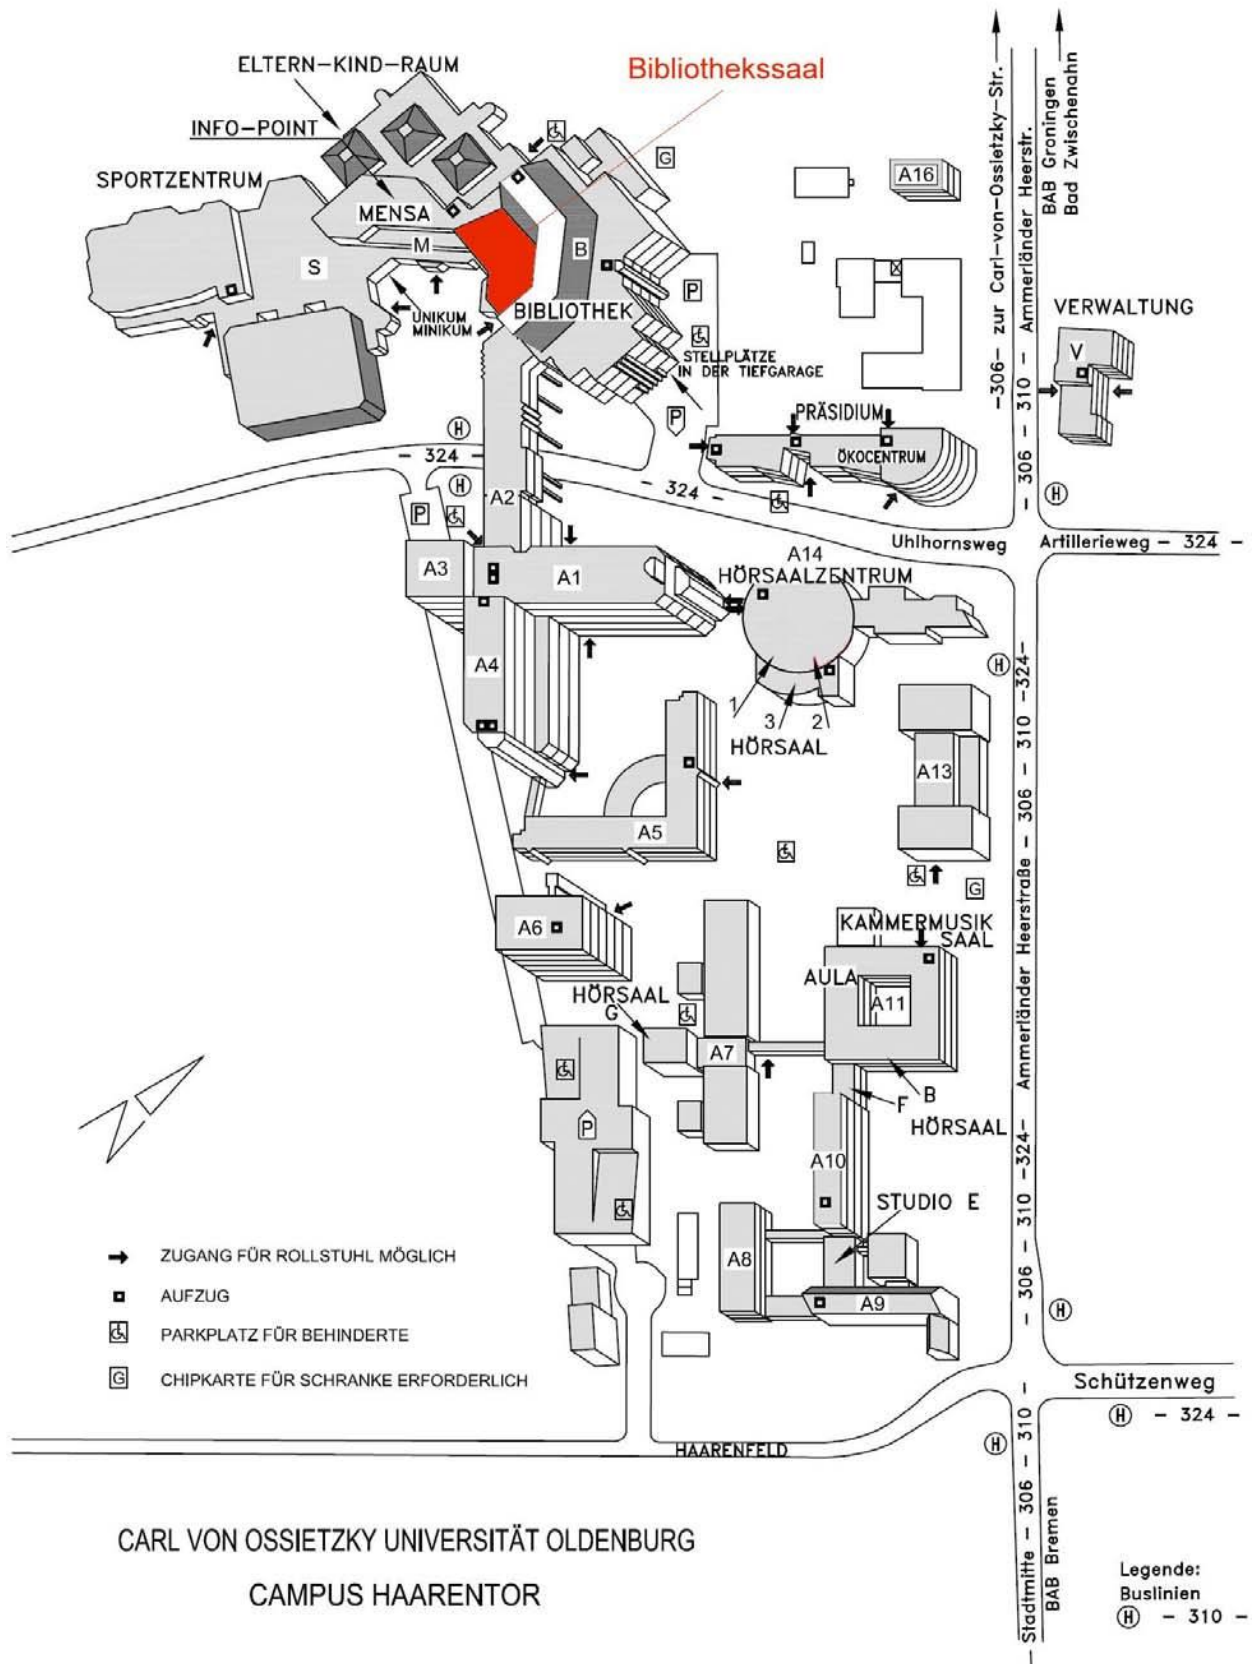 ELTERN-KIND-RAUM
Bibliothekssaal
INFO-POINT
SPORTZENTRUM
MENSA
M
S
B
G
A16
-306- zur Carl-von-Ossietzky-Str.
- 306 - 310 - Ammerländer Heerstr.
BAB Groningen
Bad Zwischenahn
UNIKUM
MINIKUM
BIBLIOTHEK
P
VERWALTUNG
V
STELLPLÄTZE
IN DER TIEFGARAGE
P
PRÄSIDIUM
ÖKOCENTRUM
H
- 324 -
H
- 324 -
H
A2
P
Uhlhornsweg
Artillerieweg - 324 -
A3
A1
A14
HÖRSAALZENTRUM
A4
H
1
3
2
HÖRSAAL
A13
A5
G
A6
KAMMERMUSIK
SAAL
AULA
A11
HÖRSAAL
G
A7
B
F
HÖRSAAL
P
A10
STUDIO E
A8
A9
- 306 - 310 -324- Ammerländer Heerstraße - 306 - 310 -324-
H
ZUGANG FÜR ROLLSTUHL MÖGLICH
AUFZUG
PARKPLATZ FÜR BEHINDERTE
G CHIPKARTE FÜR SCHRANKE ERFORDERLICH
Schützenweg
H - 324 -
H
HAARENFELD
- Stadtmitte - 306 - 310 -
BAB Bremen
CARL VON OSSIETZKY UNIVERSITÄT OLDENBURG
CAMPUS HAARENTOR
Legende:
Buslinien
H - 310 -